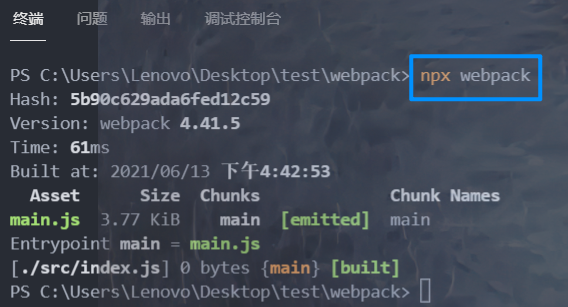 终端 问题 输出 调试控制台
PS C:\Users\Lenovo\Desktop\test\webpack> npx webpack
Hash: 5b90c629ada6fed12c59
Version: webpack 4.41.5
Time: 61ms
Built at: 2021/06/13 下午4:42:53
Asset Size Chunks Chunk Names
main.js 3.77 KiB main [emitted] main
Entrypoint main = main.js
[./src/index.js] 0 bytes {main} [built]
PS C:\Users\Lenovo\Desktop\test\webpack>